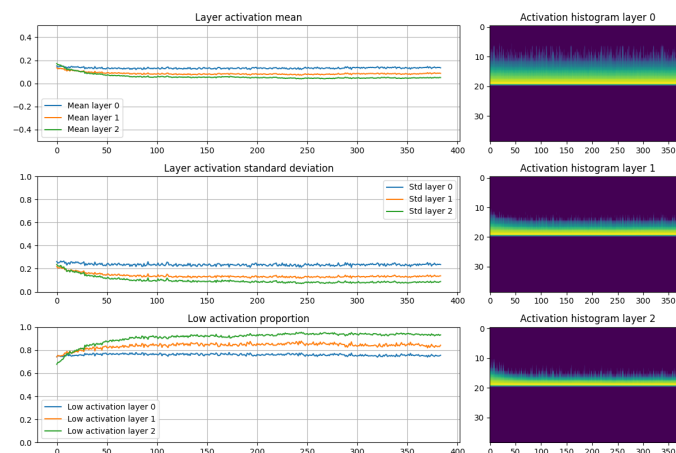 Layer activation mean
0.4
0.2
0.0
−0.2
−0.4
Mean layer 0
Mean layer 1
Mean layer 2
0 50 100 150 200 250 300 350 400
Activation histogram layer 0
0
10
20
30
0 50 100 150 200 250 300 350
Layer activation standard deviation
1.0
0.8
0.6
0.4
0.2
0.0
Std layer 0
Std layer 1
Std layer 2
0 50 100 150 200 250 300 350 400
Activation histogram layer 1
0
10
20
30
0 50 100 150 200 250 300 350
Low activation proportion
1.0
0.8
0.6
0.4
0.2
0.0
Low activation layer 0
Low activation layer 1
Low activation layer 2
0 50 100 150 200 250 300 350 400
Activation histogram layer 2
0
10
20
30
0 50 100 150 200 250 300 350